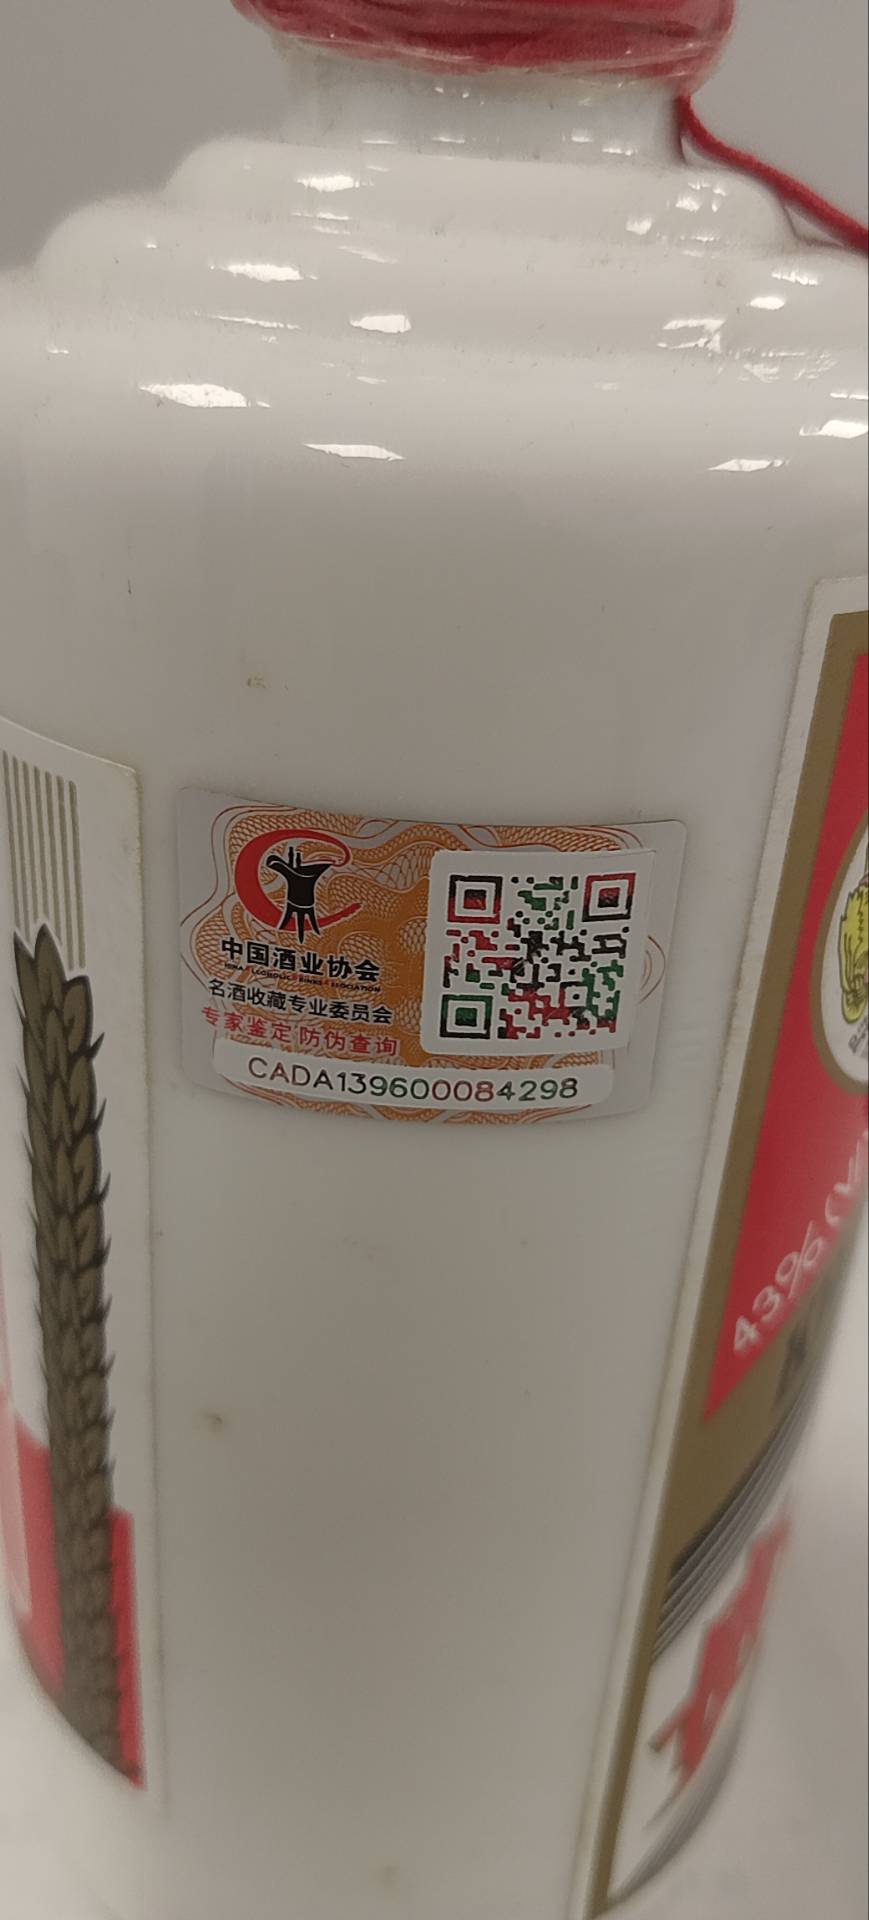 中国酒业协会
名酒收藏专业委员会
专家鉴定 防伪查询
CADA139600084298
43% (V/